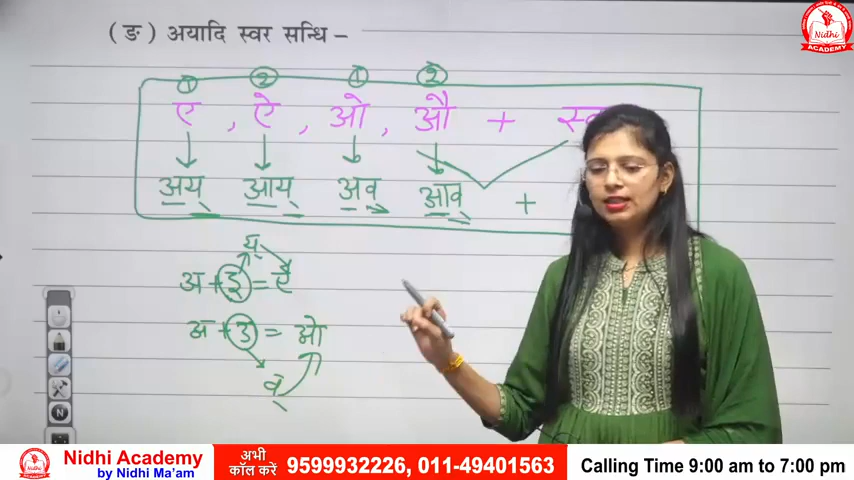 (ङ) अयादि स्वर सन्धि –
① ② ① ②
ए , ऐ , ओ , औ + स्व
अय् आय् अव् आव् +
य्
अ + इ = ए
अ + उ = ओ
व्
Nidhi
ACADEMY
N
Nidhi Academy
by Nidhi Ma'am
अभी
कॉल करें
9599932226, 011-49401563
Calling Time 9:00 am to 7:00 pm